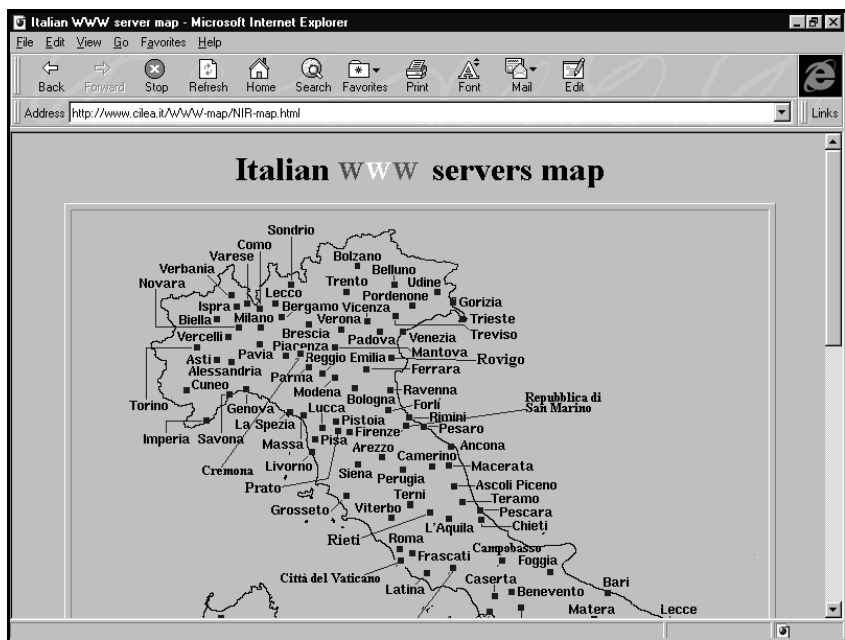 Italian WWW server map - Microsoft Internet Explorer
File Edit View Go Favorites Help
Back Forward Stop Refresh Home Search Favorites Print Font Mail Edit
Address http://www.cilea.it/WWW-map/NIR-map.html Links
Italian WWW servers map
Sondrio
Como
Varese
Bolzano
Verbania
Belluno
Novara
Lecco
Trento
Udine
Pordenone
Ispra
Bergamo
Vicenza
Gorizia
Biella
Milano
Verona
Trieste
Vercelli
Brescia
Padova
Venezia
Treviso
Piacenza
Mantova
Asti
Pavia
Reggio Emilia
Rovigo
Alessandria
Parma
Ferrara
Cuneo
Modena
Ravenna
Torino
Genova
Lucca
Bologna
Forlí
Repubblica di
San Marino
La Spezia
Pistoia
Rimini
Imperia
Savona
Massa
Pisa
Firenze
Pesaro
Cremona
Livorno
Arezzo
Camerino
Ancona
Siena
Perugia
Macerata
Prato
Ascoli Piceno
Grosseto
Viterbo
Terni
Teramo
Pescara
L'Aquila
Chieti
Rieti
Roma
Frascati
Campobasso
Foggia
Città del Vaticano
Latina
Caserta
Benevento
Bari
Matera
Lecce